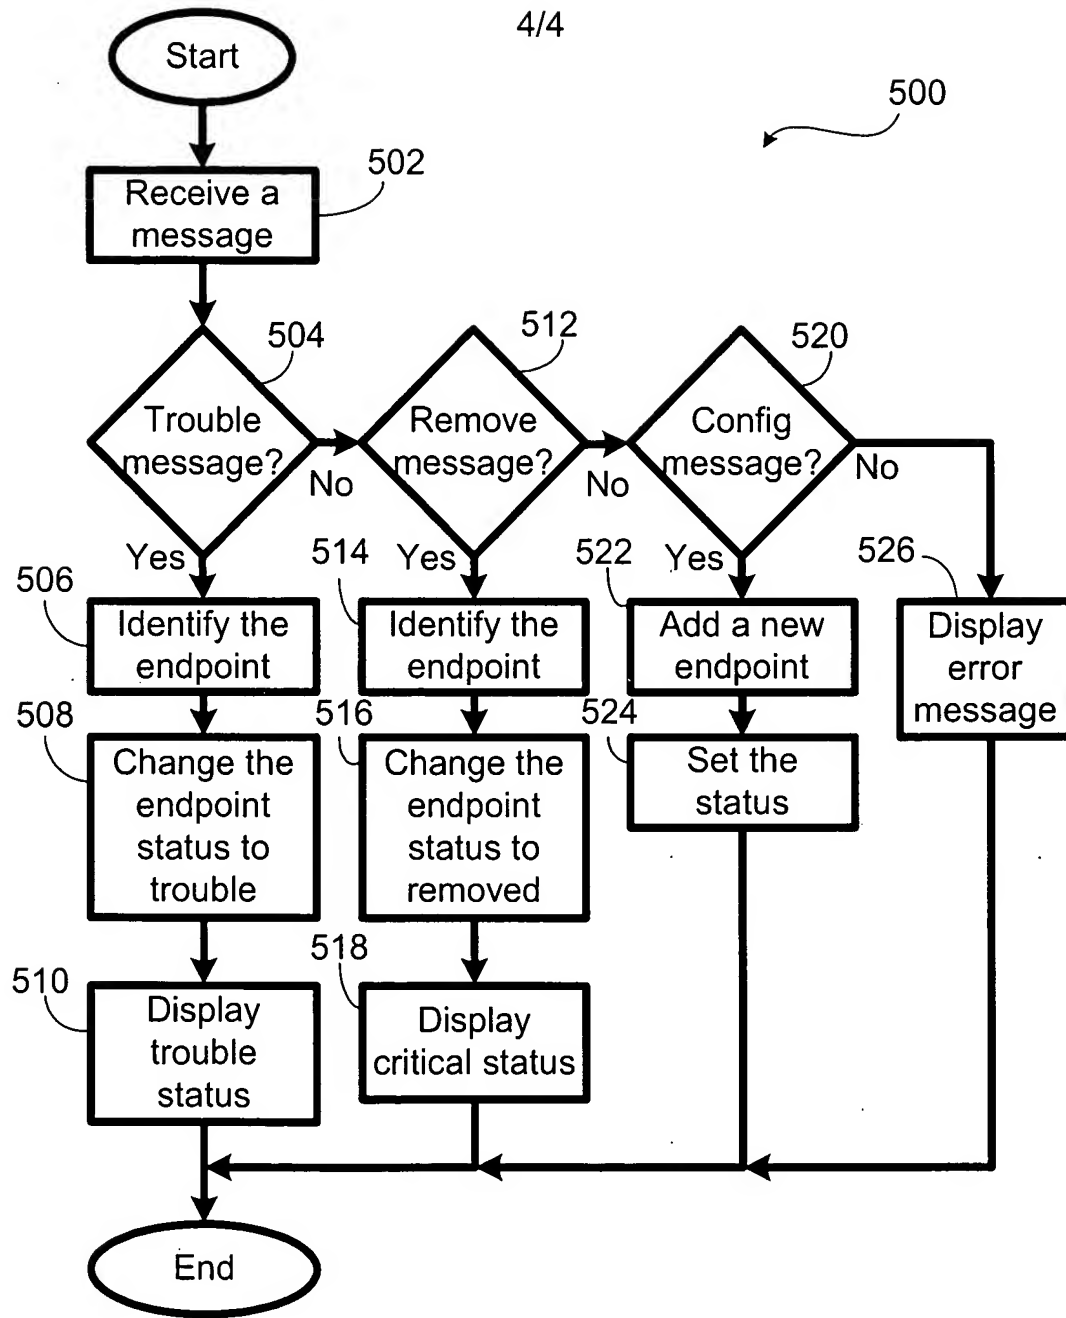 4/4
Start
500
502
Receive a
message
504
512
520
Trouble
message?
Remove
message?
Config
message?
No
No
No
Yes
Yes
Yes
506
514
522
526
Identify the
endpoint
Identify the
endpoint
Add a new
endpoint
Display
error
message
508
516
524
Change the
endpoint
status to
trouble
Change the
endpoint
status to
removed
Set the
status
510
518
Display
trouble
status
Display
critical status
End